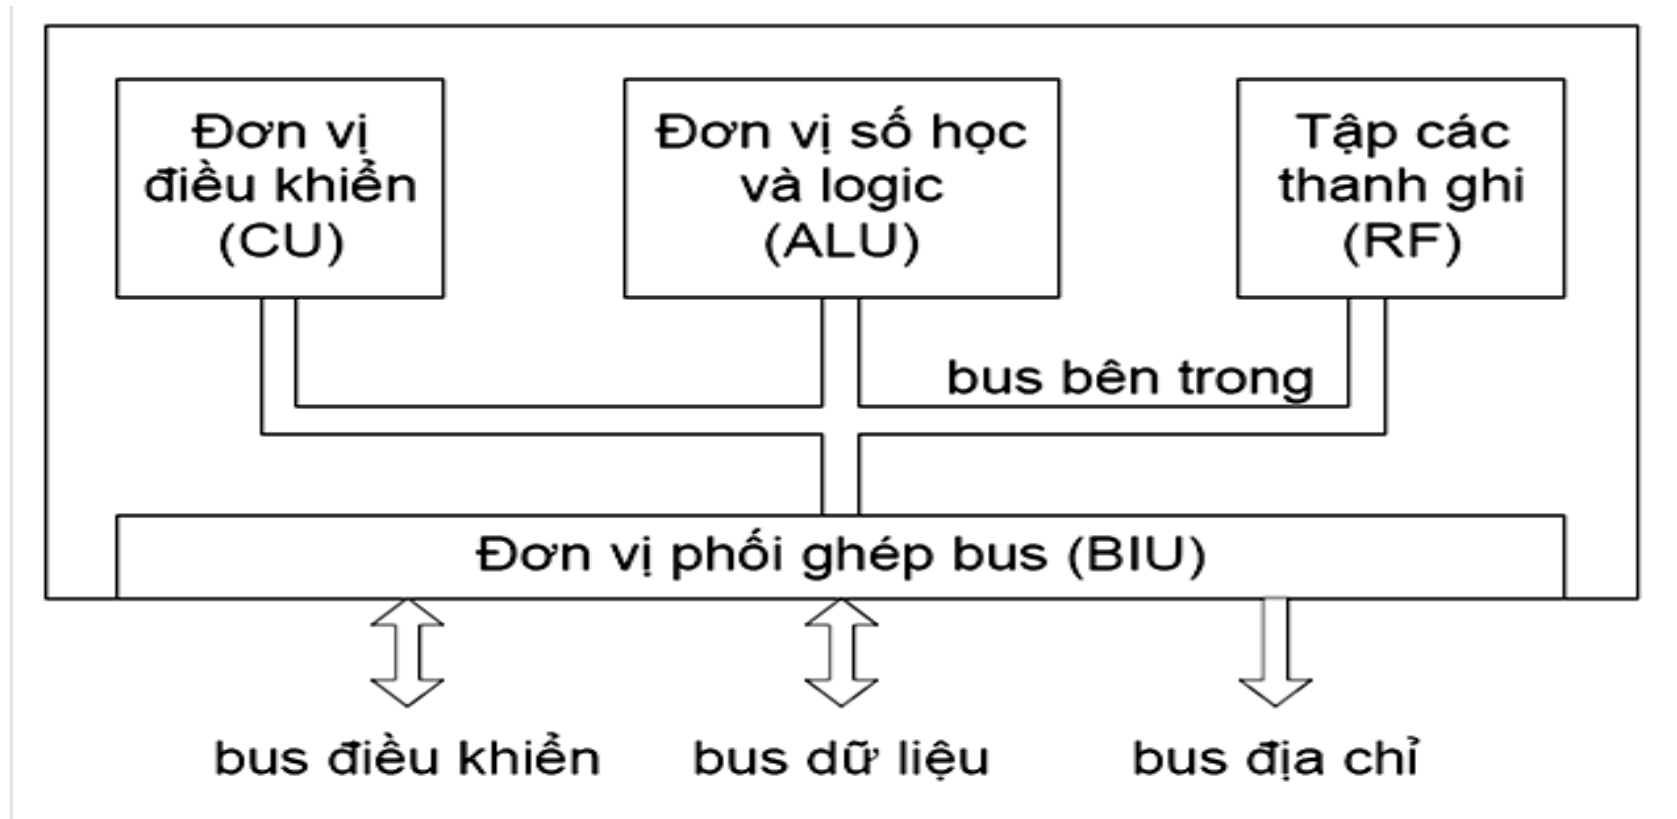 Đơn vị
điều khiển
(CU)
Đơn vị số học
và logic
(ALU)
Tập các
thanh ghi
(RF)
bus bên trong
Đơn vị phối ghép bus (BIU)
bus điều khiển
bus dữ liệu
bus địa chỉ